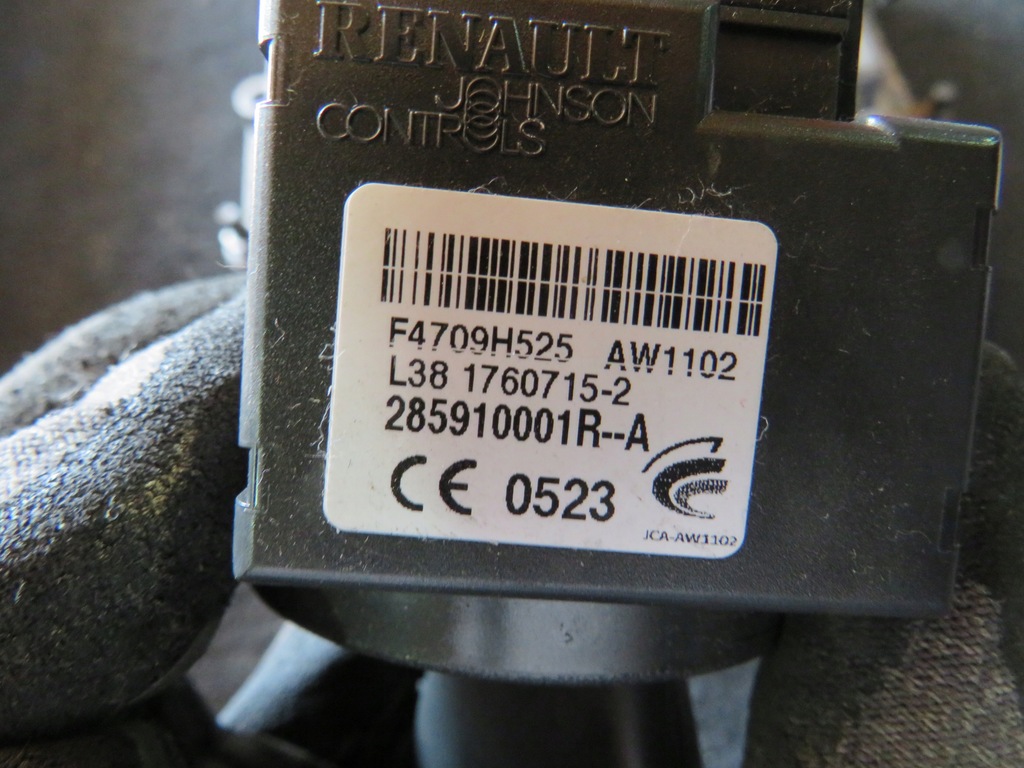 RENAULT
JOHNSON
CONTROLS
F4709H525 AW1102
L38 1760715-2
285910001R--A
CE 0523
JCA-AW1102